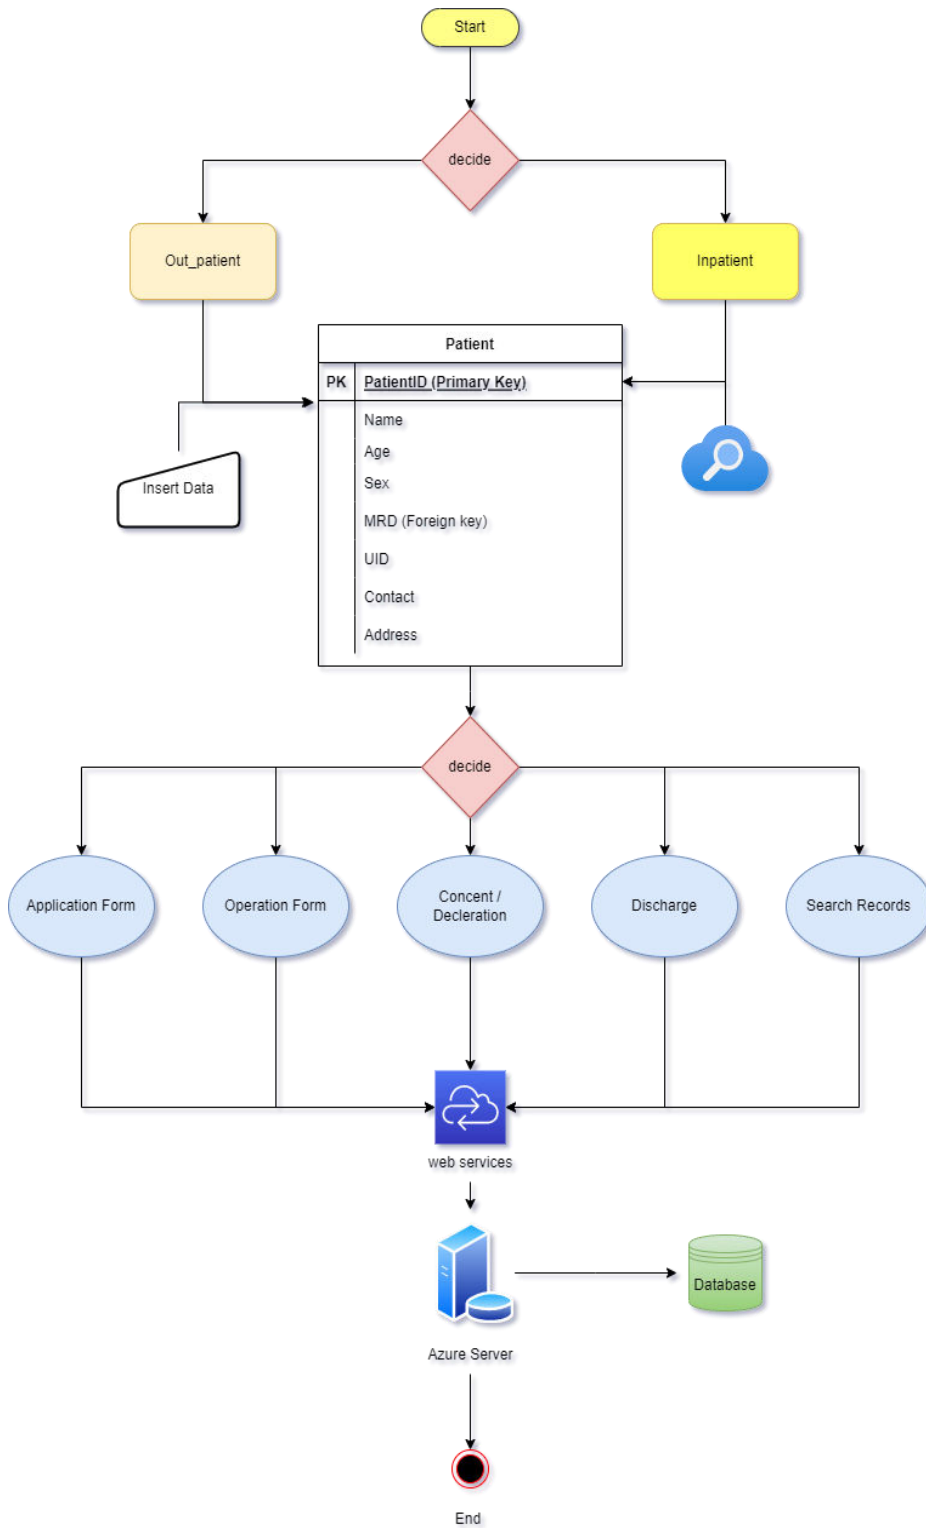 Start
decide
Out_patient
Inpatient
Patient
PK
PatientID (Primary Key)
Name
Age
Sex
MRD (Foreign key)
UID
Contact
Address
Insert Data
decide
Application Form
Operation Form
Concent /
Decleration
Discharge
Search Records
web services
Database
Azure Server
End